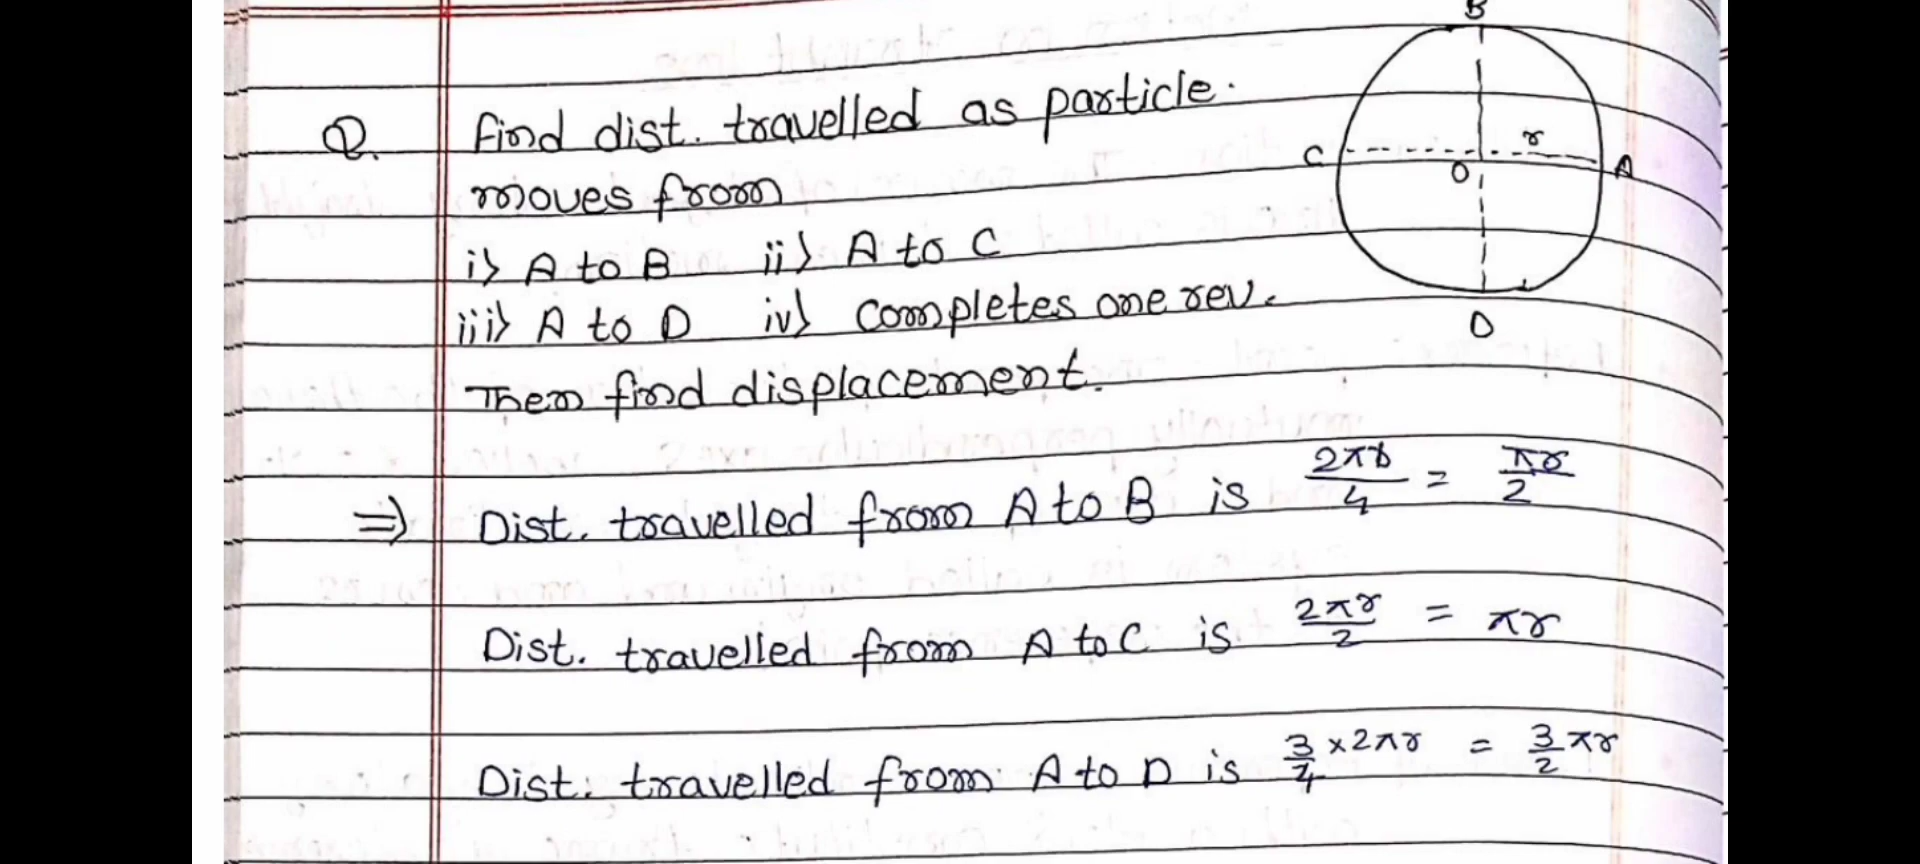 B
Q. Find dist. travelled as particle.
moves from
C O r A
i) A to B ii) A to C
iii) A to D iv) completes one rev.
D
Then find displacement.
⇒ Dist. travelled from A to B is 2πr/4 = πr/2
Dist. travelled from A to C is 2πr/2 = πr
Dist. travelled from A to D is 3/4 × 2πr = 3/2 πr